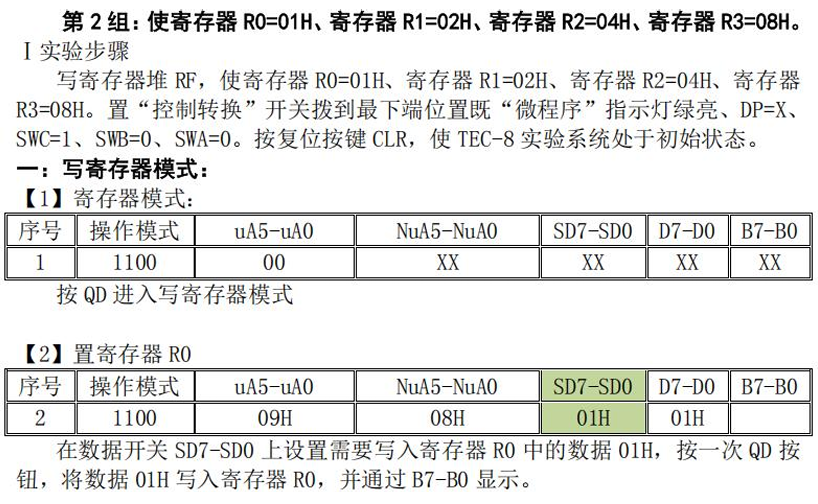 第 2 组：使寄存器 R0=01H、寄存器 R1=02H、寄存器 R2=04H、寄存器 R3=08H。
Ⅰ实验步骤
写寄存器堆 RF，使寄存器 R0=01H、寄存器 R1=02H、寄存器 R2=04H、寄存器
R3=08H。置“控制转换”开关拨到最下端位置既“微程序”指示灯绿亮、DP=X、
SWC=1、SWB=0、SWA=0。按复位按键 CLR，使 TEC-8 实验系统处于初始状态。
一：写寄存器模式：
【1】寄存器模式：
序号 操作模式 uA5-uA0 NuA5-NuA0 SD7-SD0 D7-D0 B7-B0
1 1100 00 XX XX XX XX
按 QD 进入写寄存器模式
【2】置寄存器 R0
序号 操作模式 uA5-uA0 NuA5-NuA0 SD7-SD0 D7-D0 B7-B0
2 1100 09H 08H 01H 01H
在数据开关 SD7-SD0 上设置需要写入寄存器 R0 中的数据 01H，按一次 QD 按
钮，将数据 01H 写入寄存器 R0，并通过 B7-B0 显示。